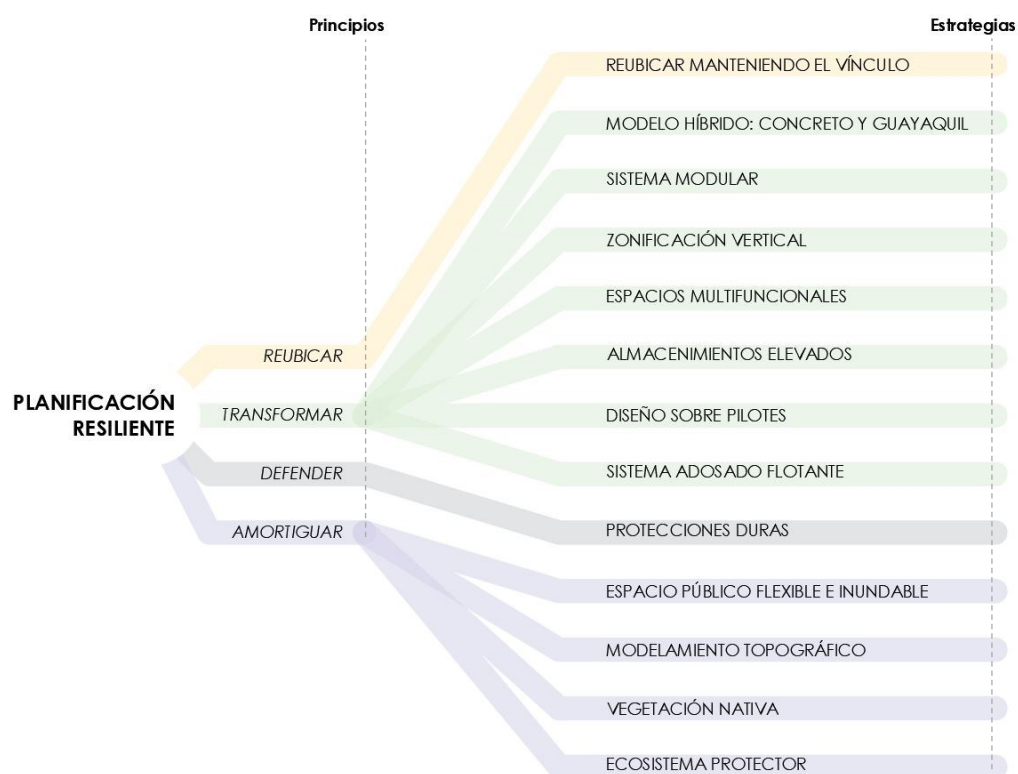 Principios
Estrategias
REUBICAR MANTENIENDO EL VÍNCULO
MODELO HÍBRIDO: CONCRETO Y GUAYAQUIL
SISTEMA MODULAR
ZONIFICACIÓN VERTICAL
ESPACIOS MULTIFUNCIONALES
REUBICAR
ALMACENIMIENTOS ELEVADOS
PLANIFICACIÓN
RESILIENTE
TRANSFORMAR
DISEÑO SOBRE PILOTES
DEFENDER
SISTEMA ADOSADO FLOTANTE
AMORTIGUAR
PROTECCIONES DURAS
ESPACIO PÚBLICO FLEXIBLE E INUNDABLE
MODELAMIENTO TOPOGRÁFICO
VEGETACIÓN NATIVA
ECOSISTEMA PROTECTOR